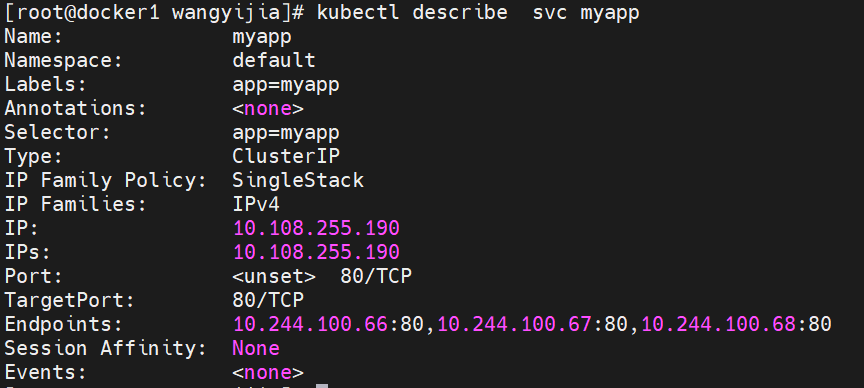 [root@docker1 wangyijia]# kubectl describe  svc myapp
Name:              myapp
Namespace:         default
Labels:            app=myapp
Annotations:       <none>
Selector:          app=myapp
Type:              ClusterIP
IP Family Policy:  SingleStack
IP Families:       IPv4
IP:                10.108.255.190
IPs:               10.108.255.190
Port:              <unset>  80/TCP
TargetPort:        80/TCP
Endpoints:         10.244.100.66:80,10.244.100.67:80,10.244.100.68:80
Session Affinity:  None
Events:            <none>